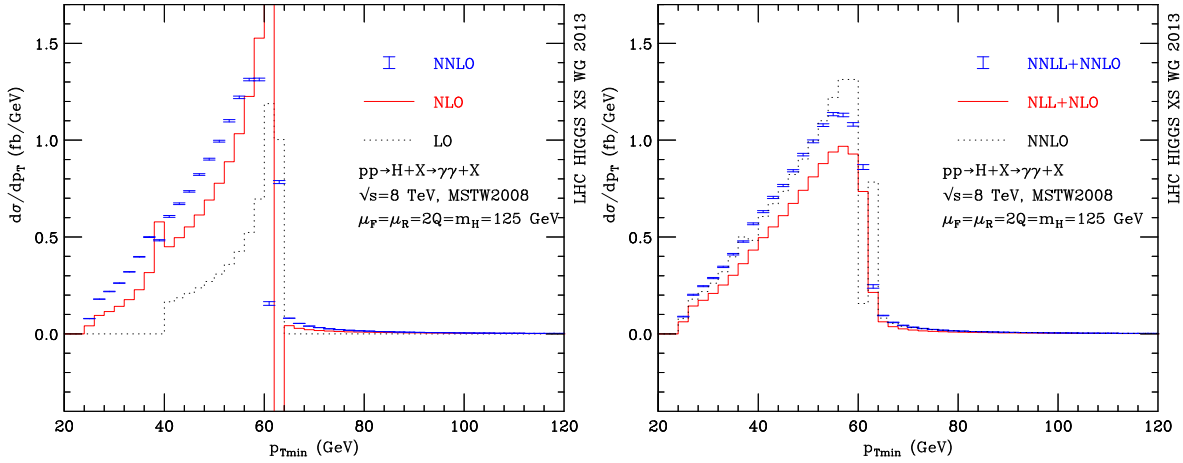 1.5
1.0
0.5
0.0
dσ/dp_T (fb/GeV)
NNLO
NLO
LO
pp→H+X→γγ+X
√s=8 TeV, MSTW2008
μ_F=μ_R=2Q=m_H=125 GeV
20 40 60 80 100 120
p_Tmin (GeV)
LHC HIGGS XS WG 2013
1.5
1.0
0.5
0.0
dσ/dp_T (fb/GeV)
NNLL+NNLO
NLL+NLO
NNLO
pp→H+X→γγ+X
√s=8 TeV, MSTW2008
μ_F=μ_R=2Q=m_H=125 GeV
20 40 60 80 100 120
p_Tmin (GeV)
LHC HIGGS XS WG 2013